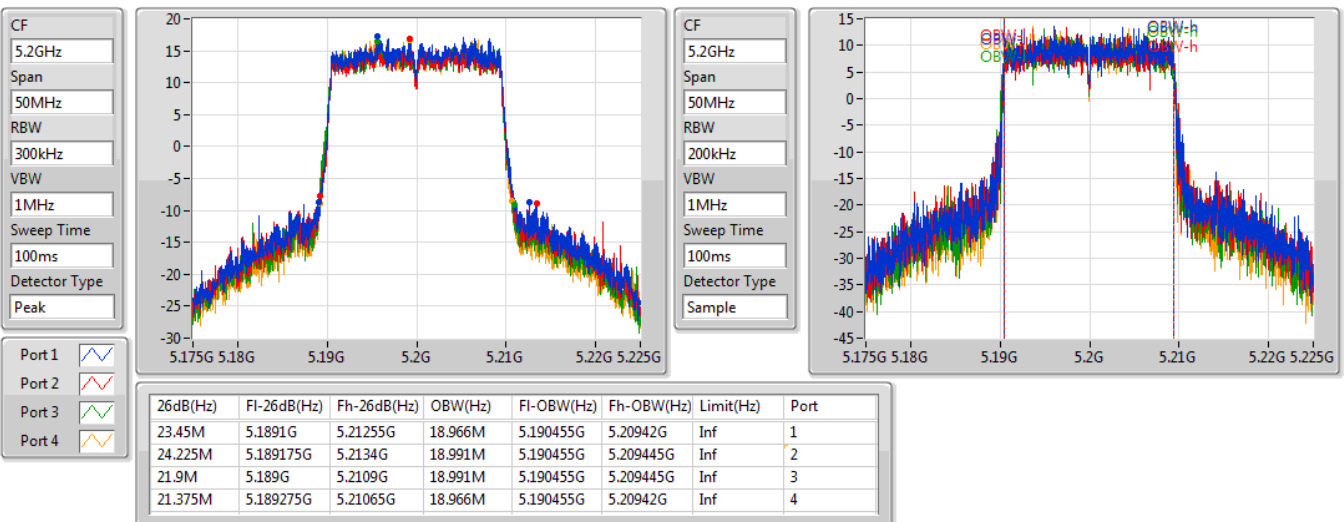 CF
5.2GHz
Span
50MHz
RBW
300kHz
VBW
1MHz
Sweep Time
100ms
Detector Type
Peak
20
15
10
5
0
-5
-10
-15
-20
-25
-30
5.175G 5.18G 5.19G 5.2G 5.21G 5.22G 5.225G
CF
5.2GHz
Span
50MHz
RBW
200kHz
VBW
1MHz
Sweep Time
100ms
Detector Type
Sample
15
10
5
0
-5
-10
-15
-20
-25
-30
-35
-40
-45
OBW-h
OBW-h
OBW-h
5.175G 5.18G 5.19G 5.2G 5.21G 5.22G 5.225G
Port 1
Port 2
Port 3
Port 4
26dB(Hz) Fl-26dB(Hz) Fh-26dB(Hz) OBW(Hz) Fl-OBW(Hz) Fh-OBW(Hz) Limit(Hz) Port
23.45M 5.1891G 5.21255G 18.966M 5.190455G 5.20942G Inf 1
24.225M 5.189175G 5.2134G 18.991M 5.190455G 5.209445G Inf 2
21.9M 5.189G 5.2109G 18.991M 5.190455G 5.209445G Inf 3
21.375M 5.189275G 5.21065G 18.966M 5.190455G 5.20942G Inf 4